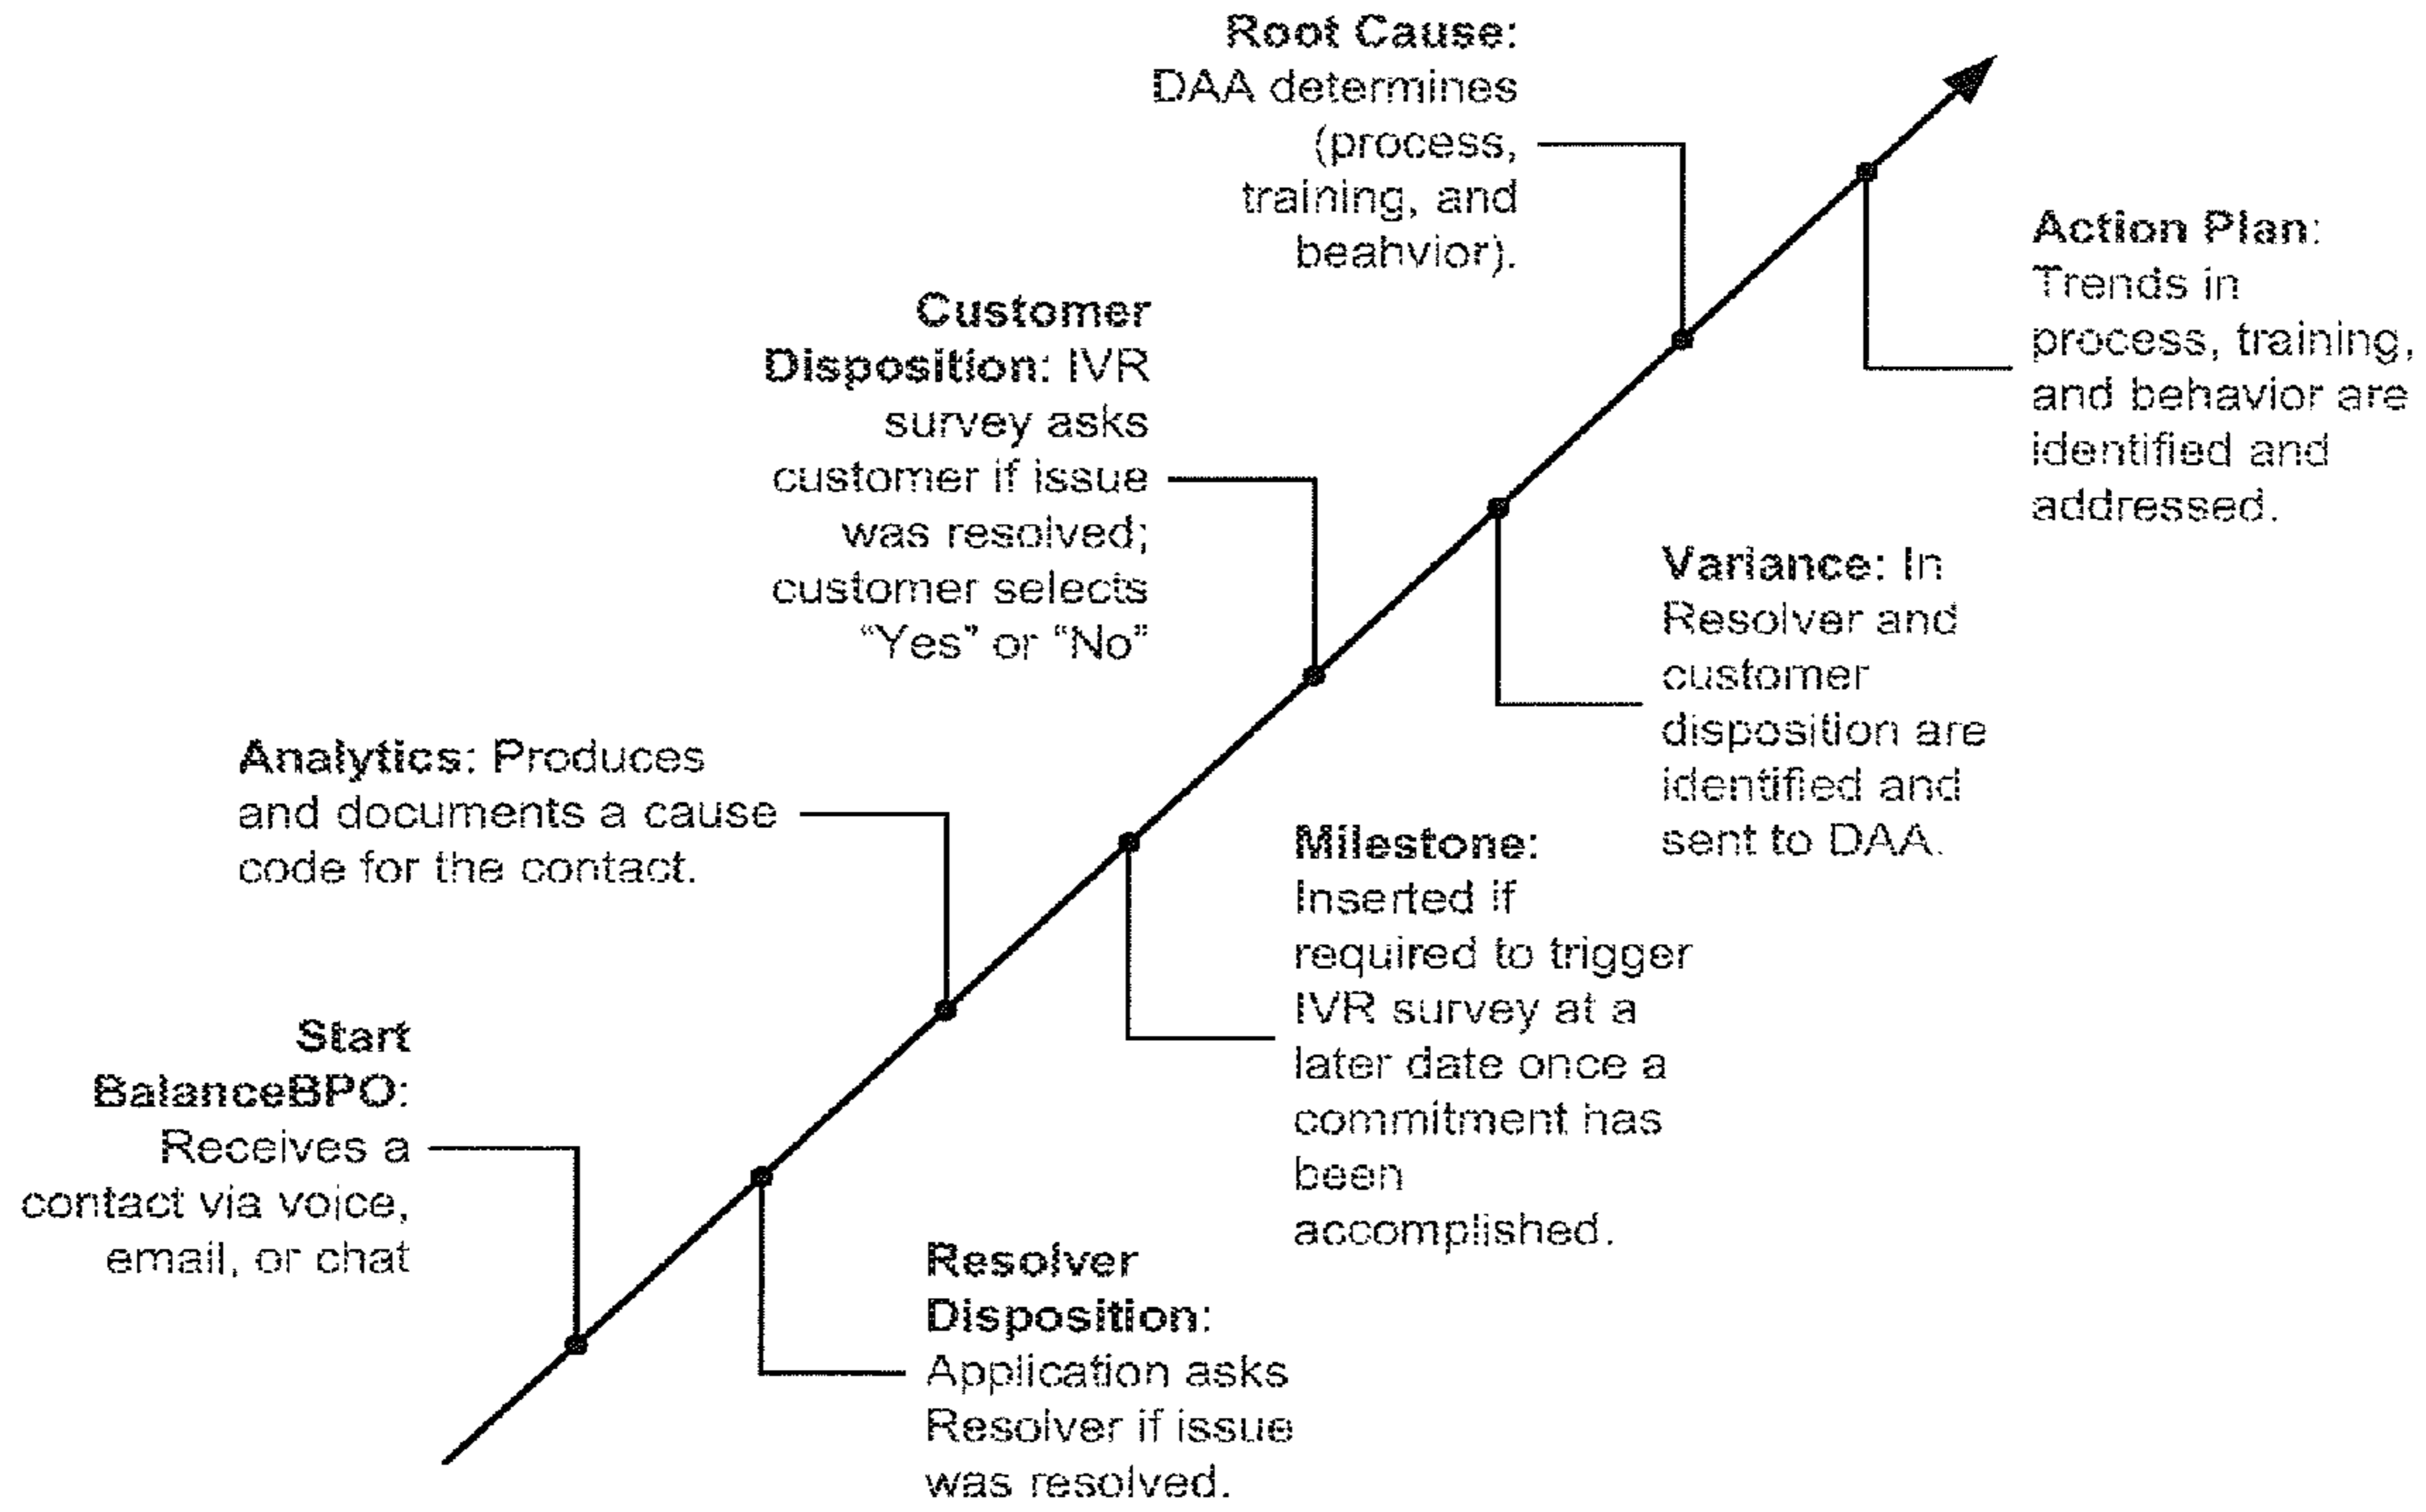 Root Cause:
DAA determines
(process,
training, and
beahvior).
Action Plan:
Trends in
process, training,
and behavior are
identified and
addressed.
Customer
Disposition: IVR
survey asks
customer if issue
was resolved;
customer selects
“Yes” or “No”
Variance: In
Resolver and
customer
disposition are
identified and
sent to DAA.
Analytics: Produces
and documents a cause
code for the contact.
Milestone:
Inserted if
required to trigger
IVR survey at a
later date once a
commitment has
been
accomplished.
Start
BalanceBPO:
Receives a
contact via voice,
email, or chat
Resolver
Disposition:
Application asks
Resolver if issue
was resolved.